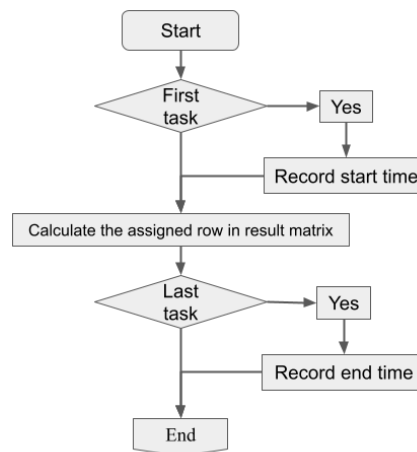 Start
First
task
Yes
Record start time
Calculate the assigned row in result matrix
Last
task
Yes
Record end time
End